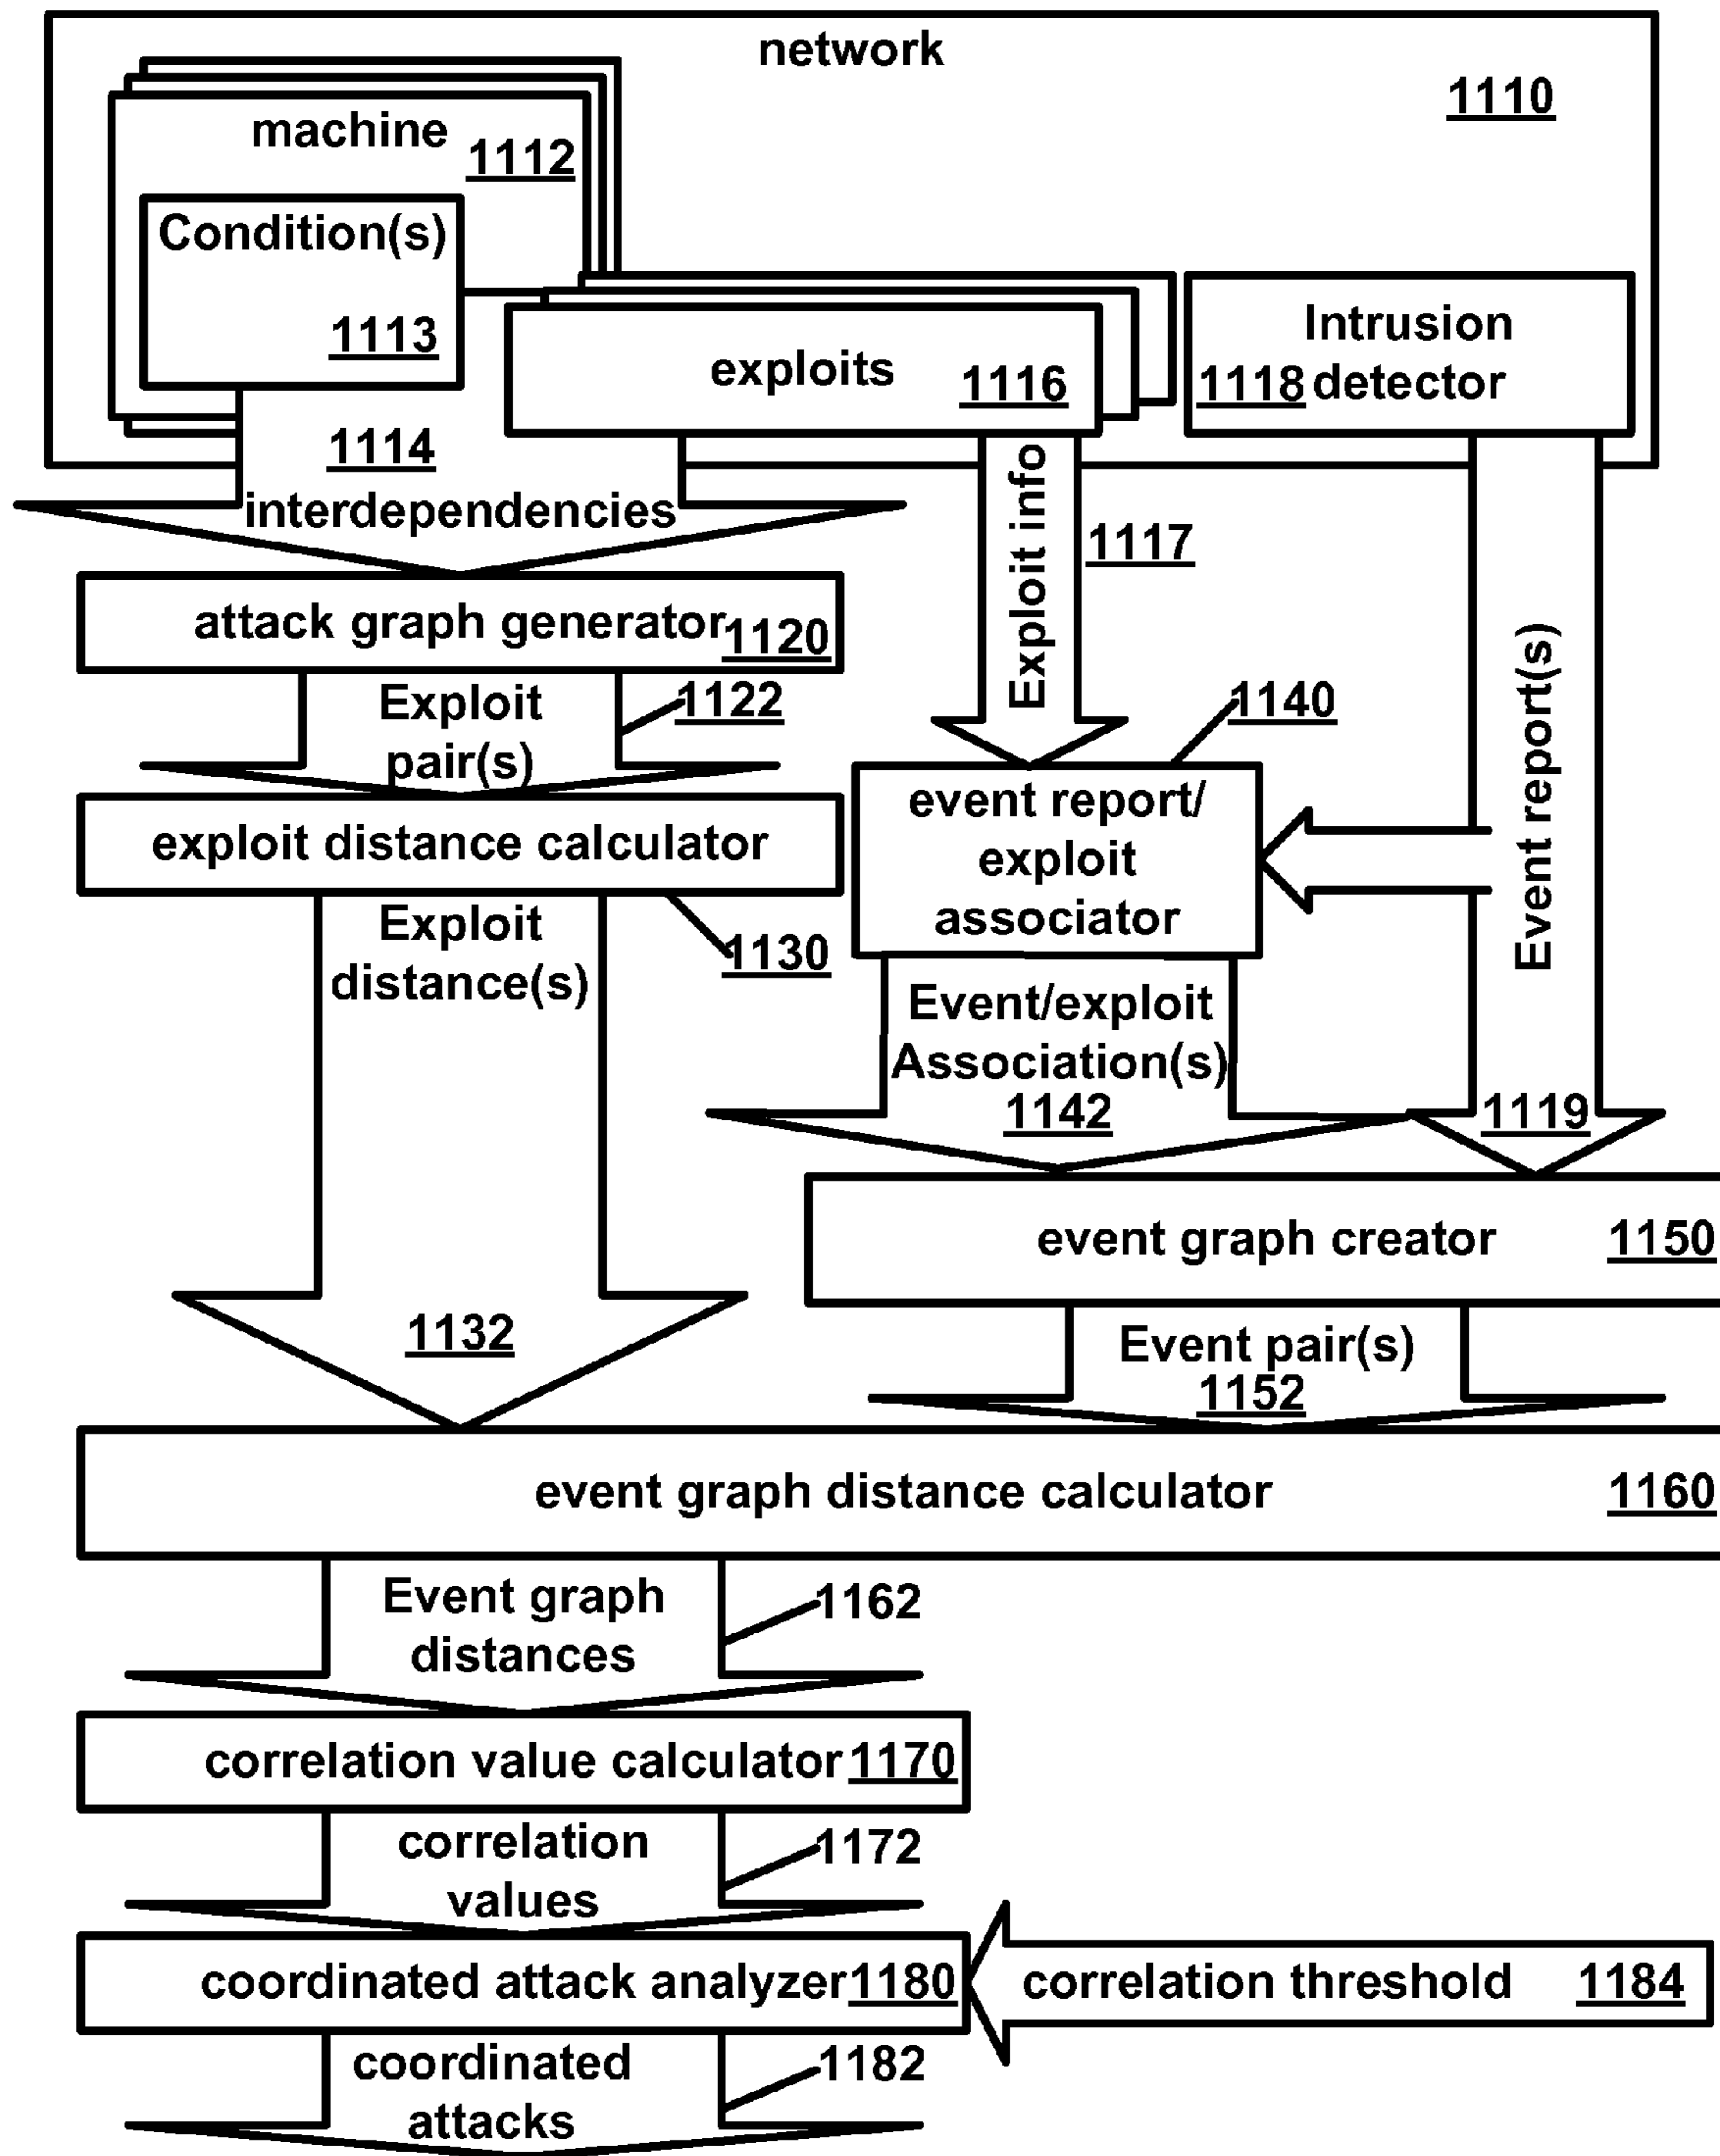 network
1110
machine
1112
Condition(s)
1113
exploits
1116
Intrusion
1118 detector
1114
interdependencies
Exploit info
1117
Event report(s)
attack graph generator 1120
Exploit
pair(s)
1122
1140
exploit distance calculator
event report/
exploit
associator
Exploit
distance(s)
1130
Event/exploit
Association(s)
1142
1119
event graph creator 1150
1132
Event pair(s)
1152
event graph distance calculator 1160
Event graph
distances
1162
correlation value calculator 1170
correlation
values
1172
coordinated attack analyzer 1180
correlation threshold 1184
coordinated
attacks
1182